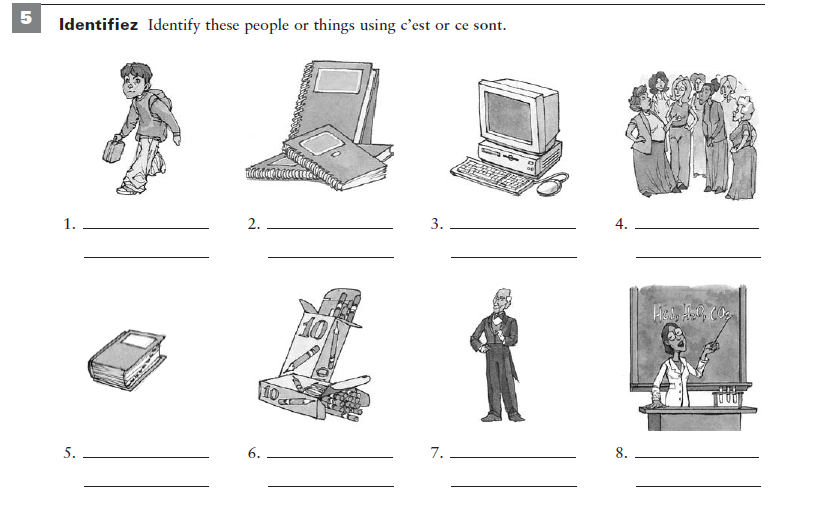 5
Identifiez Identify these people or things using c’est or ce sont.
1. 2. 3. 4.
10
10
5. 6. 7. 8.